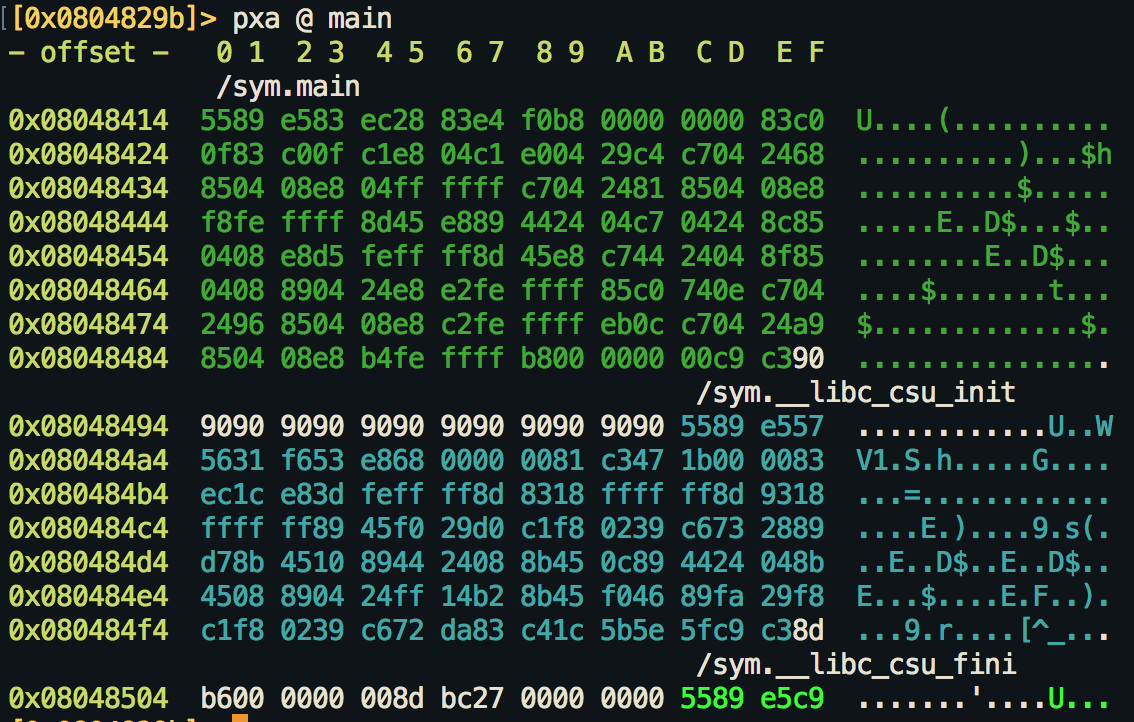 [[0x0804829b]> pxa @ main
- offset -   0 1  2 3  4 5  6 7  8 9  A B  C D  E F
/sym.main
0x08048414  5589 e583 ec28 83e4 f0b8 0000 0000 83c0  U....(..........
0x08048424  0f83 c00f c1e8 04c1 e004 29c4 c704 2468  ..........)...$h
0x08048434  8504 08e8 04ff ffff c704 2481 8504 08e8  ..........$.....
0x08048444  f8fe ffff 8d45 e889 4424 04c7 0424 8c85  .....E..D$...$..
0x08048454  0408 e8d5 feff ff8d 45e8 c744 2404 8f85  ........E..D$...
0x08048464  0408 8904 24e8 e2fe ffff 85c0 740e c704  ....$.......t...
0x08048474  2496 8504 08e8 c2fe ffff eb0c c704 24a9  $.............$.
0x08048484  8504 08e8 b4fe ffff b800 0000 00c9 c390  ................
/sym.__libc_csu_init
0x08048494  9090 9090 9090 9090 9090 9090 5589 e557  ............U..W
0x080484a4  5631 f653 e868 0000 0081 c347 1b00 0083  V1.S.h.....G....
0x080484b4  ec1c e83d feff ff8d 8318 ffff ff8d 9318  ...=............
0x080484c4  ffff ff89 45f0 29d0 c1f8 0239 c673 2889  ....E.)....9.s(.
0x080484d4  d78b 4510 8944 2408 8b45 0c89 4424 048b  ..E..D$..E..D$..
0x080484e4  4508 8904 24ff 14b2 8b45 f046 89fa 29f8  E...$....E.F..).
0x080484f4  c1f8 0239 c672 da83 c41c 5b5e 5fc9 c38d  ...9.r....[^_...
/sym.__libc_csu_fini
0x08048504  b600 0000 008d bc27 0000 0000 5589 e5c9  .......'....U...